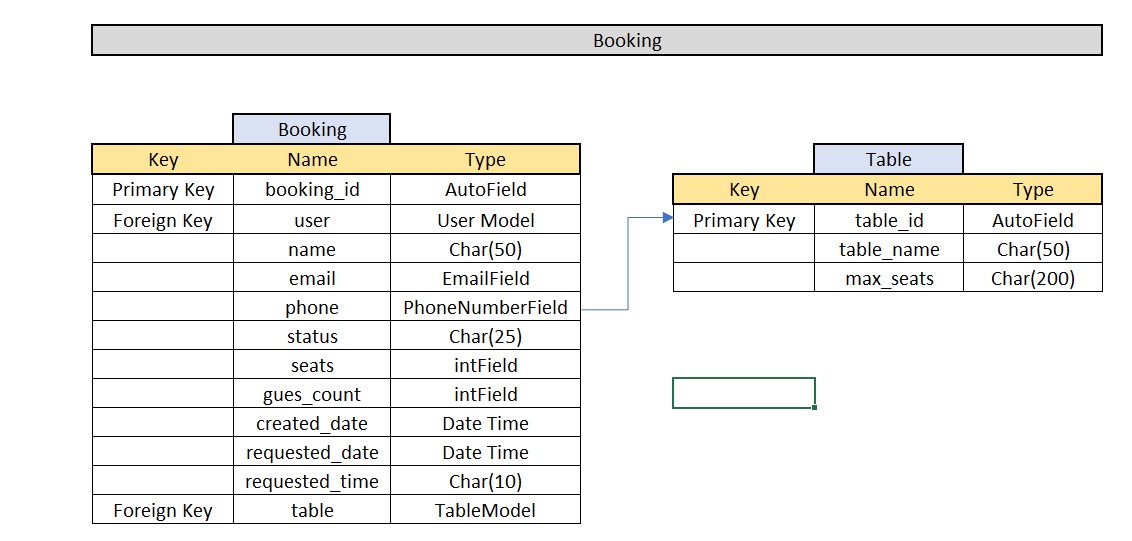 Booking
Booking
Key Name Type
Primary Key booking_id AutoField
Foreign Key user User Model
name Char(50)
email EmailField
phone PhoneNumberField
status Char(25)
seats intField
gues_count intField
created_date Date Time
requested_date Date Time
requested_time Char(10)
Foreign Key table TableModel
Table
Key Name Type
Primary Key table_id AutoField
table_name Char(50)
max_seats Char(200)